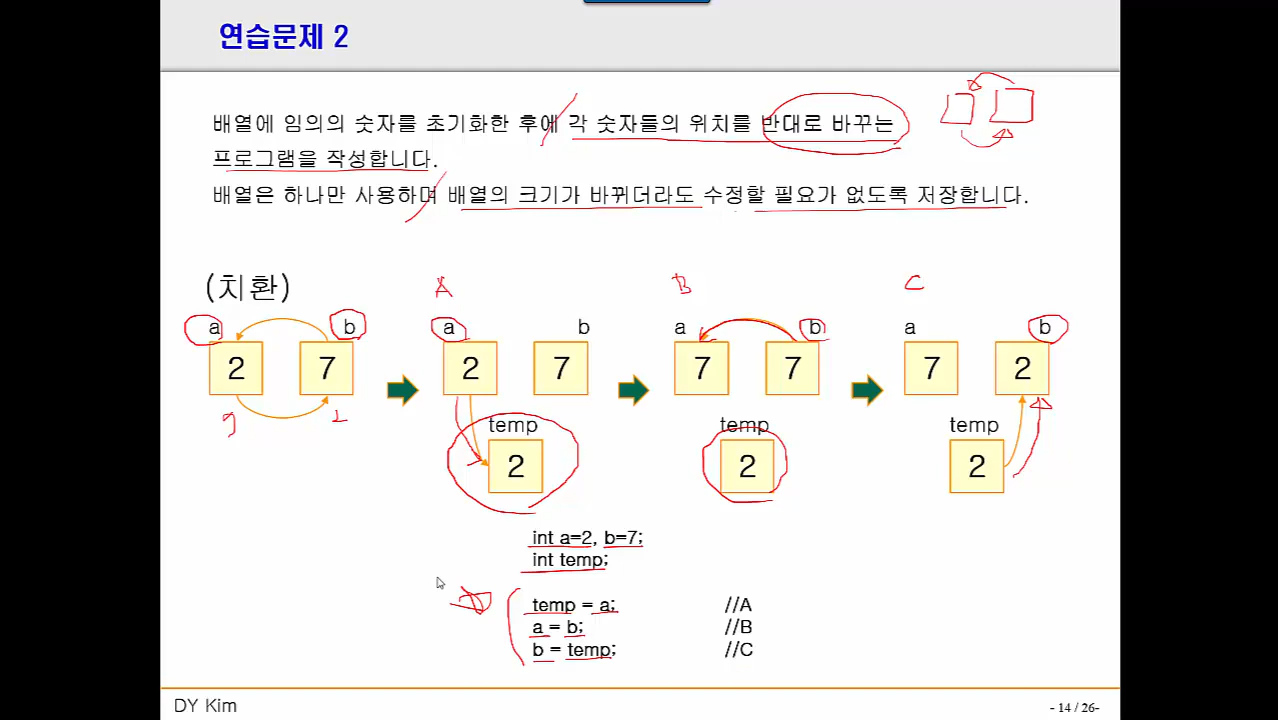 연습문제 2
배열에 임의의 숫자를 초기화한 후에 각 숫자들의 위치를 반대로 바꾸는
프로그램을 작성합니다.
배열은 하나만 사용하며 배열의 크기가 바뀌더라도 수정할 필요가 없도록 저장합니다.
(치환)
A B C
a b a b a b a b
2 7 2 7 7 7 7 2
9 1
temp temp temp
2 2 2
int a=2, b=7;
int temp;
temp = a; //A
a = b; //B
b = temp; //C
DY Kim
- 14 / 26-